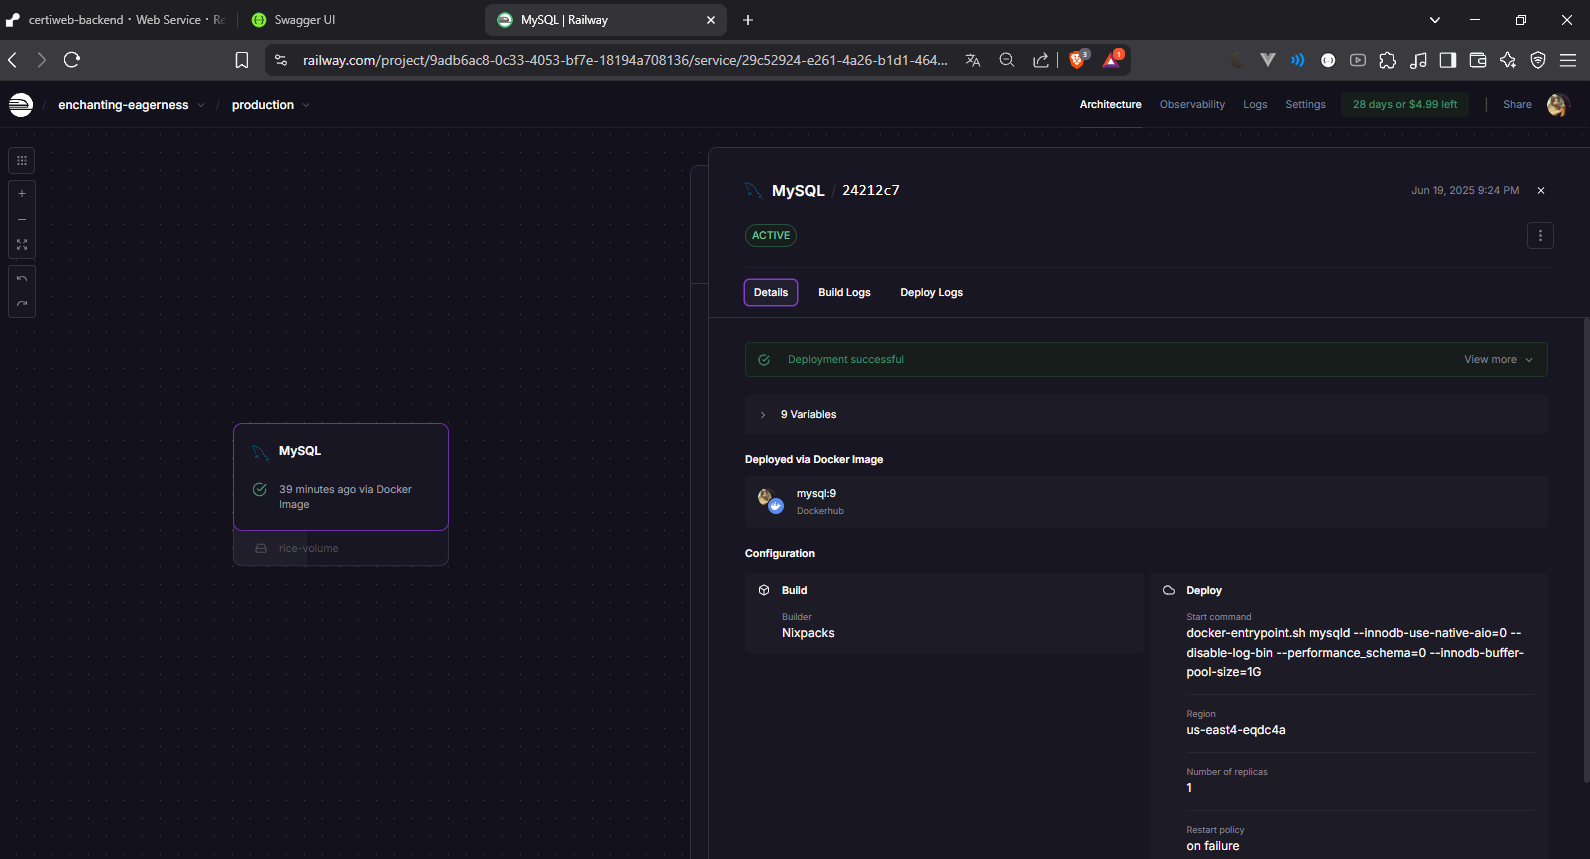 certiweb-backend · Web Service · Re
Swagger UI
MySQL | Railway
railway.com/project/9adb6ac8-0c33-4053-bf7e-18194a708136/service/29c52924-e261-4a26-b1d1-464...
3
1
enchanting-eagerness / production
Architecture
Observability
Logs
Settings
28 days or $4.99 left
Share
MySQL
39 minutes ago via Docker
Image
rice-volume
MySQL / 24212c7
Jun 19, 2025 9:24 PM
ACTIVE
Details
Build Logs
Deploy Logs
Deployment successful
View more
9 Variables
Deployed via Docker Image
mysql:9
Dockerhub
Configuration
Build
Builder
Nixpacks
Deploy
Start command
docker-entrypoint.sh mysqld --innodb-use-native-aio=0 --
disable-log-bin --performance_schema=0 --innodb-buffer-
pool-size=1G
Region
us-east4-eqdc4a
Number of replicas
1
Restart policy
on failure